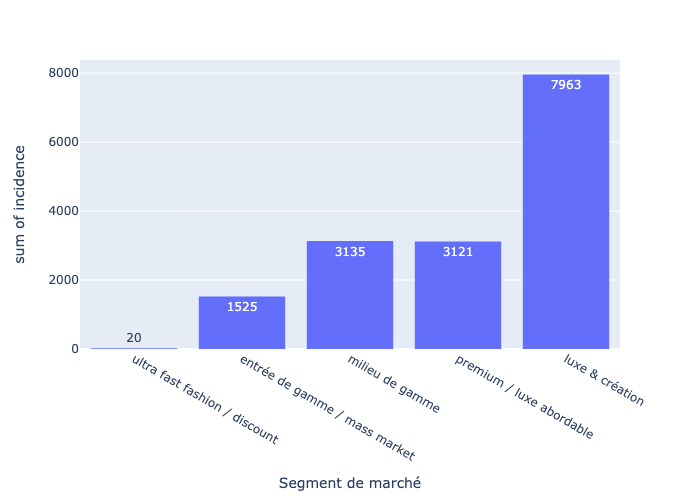 8000
6000
4000
2000
0
sum of incidence
20
1525
3135
3121
7963
ultra fast fashion / discount
entrée de gamme / mass market
milieu de gamme
premium / luxe abordable
luxe & création
Segment de marché